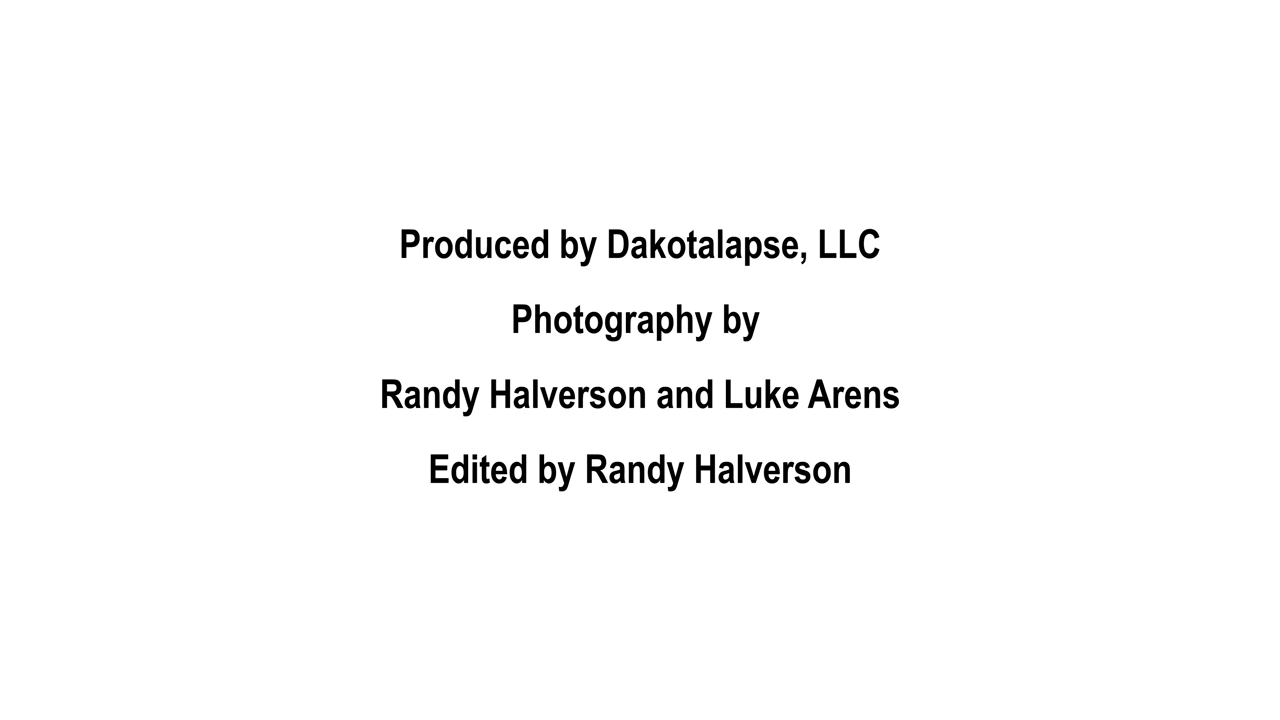 Produced by Dakotalapse, LLC
Photography by
Randy Halverson and Luke Arens
Edited by Randy Halverson